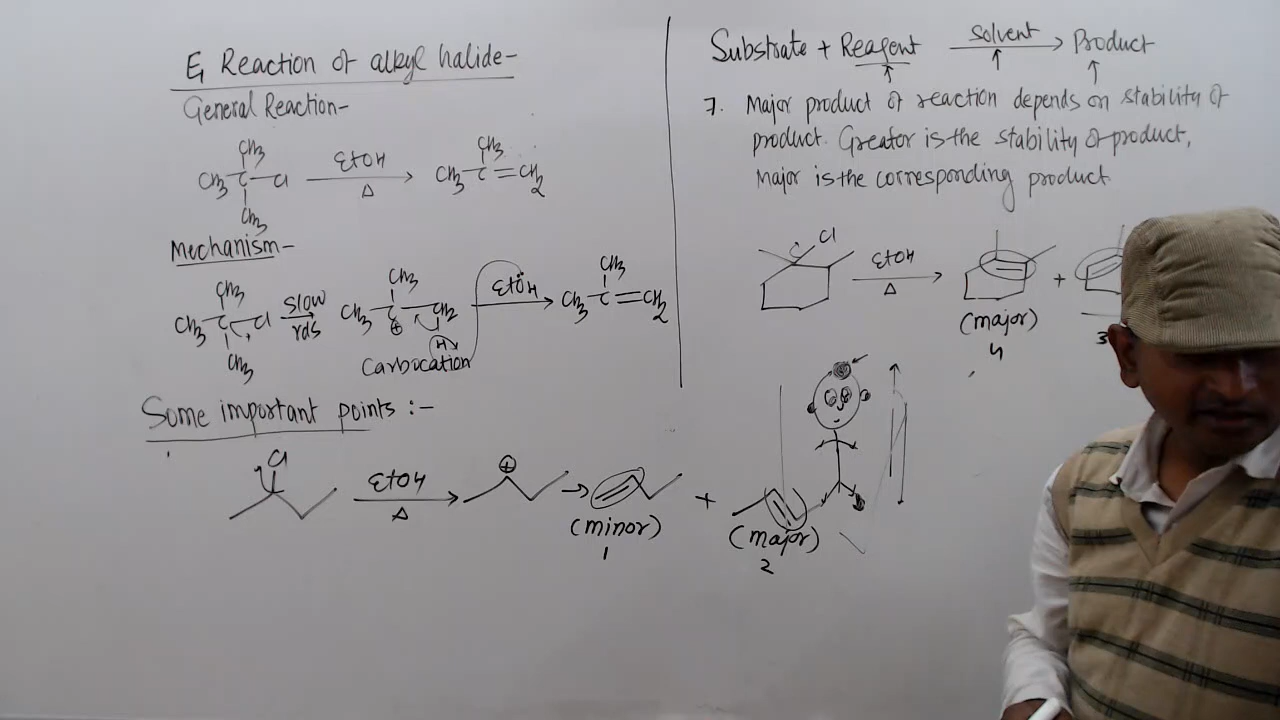 E1 Reaction of alkyl halide-
General Reaction-
CH3
CH3-C-Cl EtOH Δ CH3-C=CH2
CH3
CH3
Mechanism-
CH3
CH3-C-Cl slow rds CH3-C-CH2 EtÖH CH3-C=CH2
CH3
CH3
⊕ H
CH3
Carbocation
Some important points :-
Cl EtOH Δ ⊕ → (minor) + (major)
1 2
Substrate + Reagent solvent → Product
7. Major product of reaction depends on stability of
product. Greator is the stability of product,
Major is the corresponding product
C Cl EtOH Δ → +
(major)
4 3